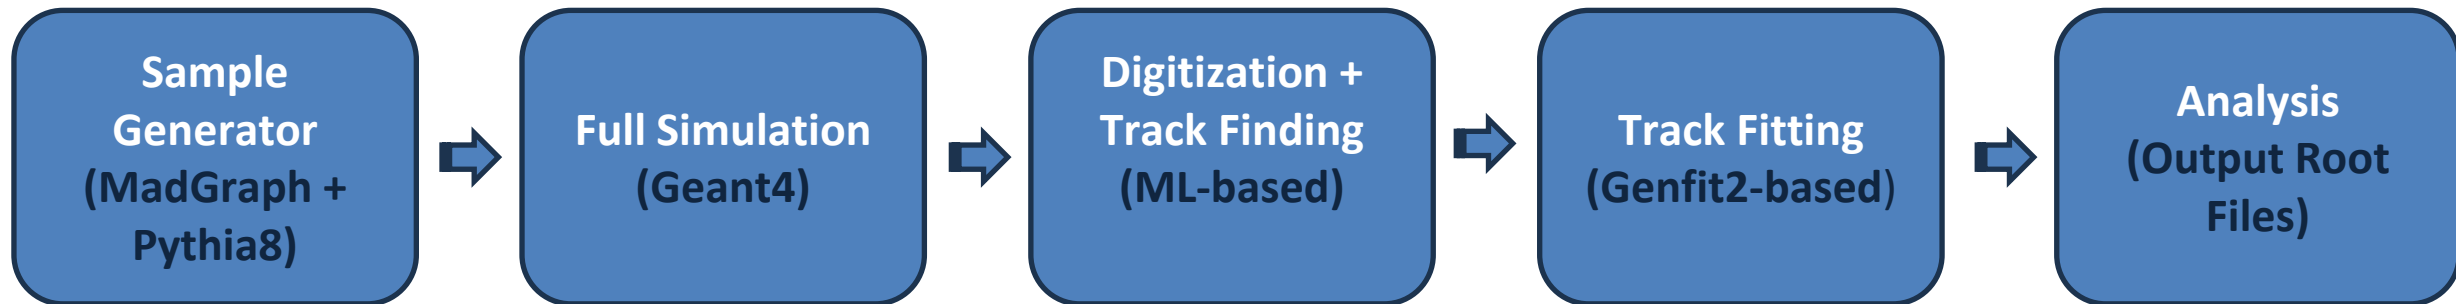 Sample
Generator
(MadGraph +
Pythia8)
Full Simulation
(Geant4)
Digitization +
Track Finding
(ML-based)
Track Fitting
(Genfit2-based)
Analysis
(Output Root
Files)